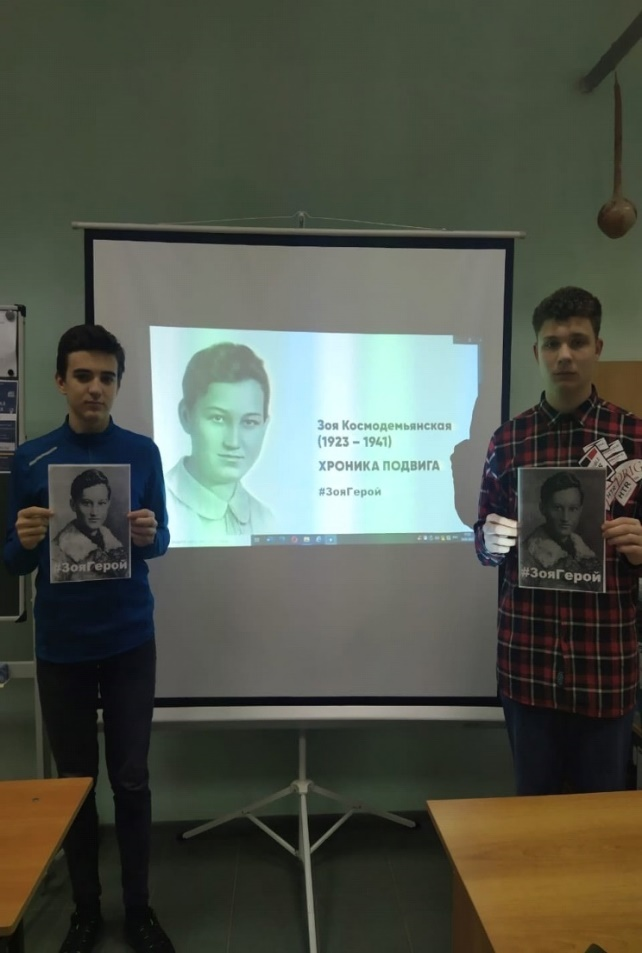 Зоя Космодемьянская
(1923 – 1941)
ХРОНИКА ПОДВИГА
#ЗояГерой
#ЗояГерой
#ЗояГерой